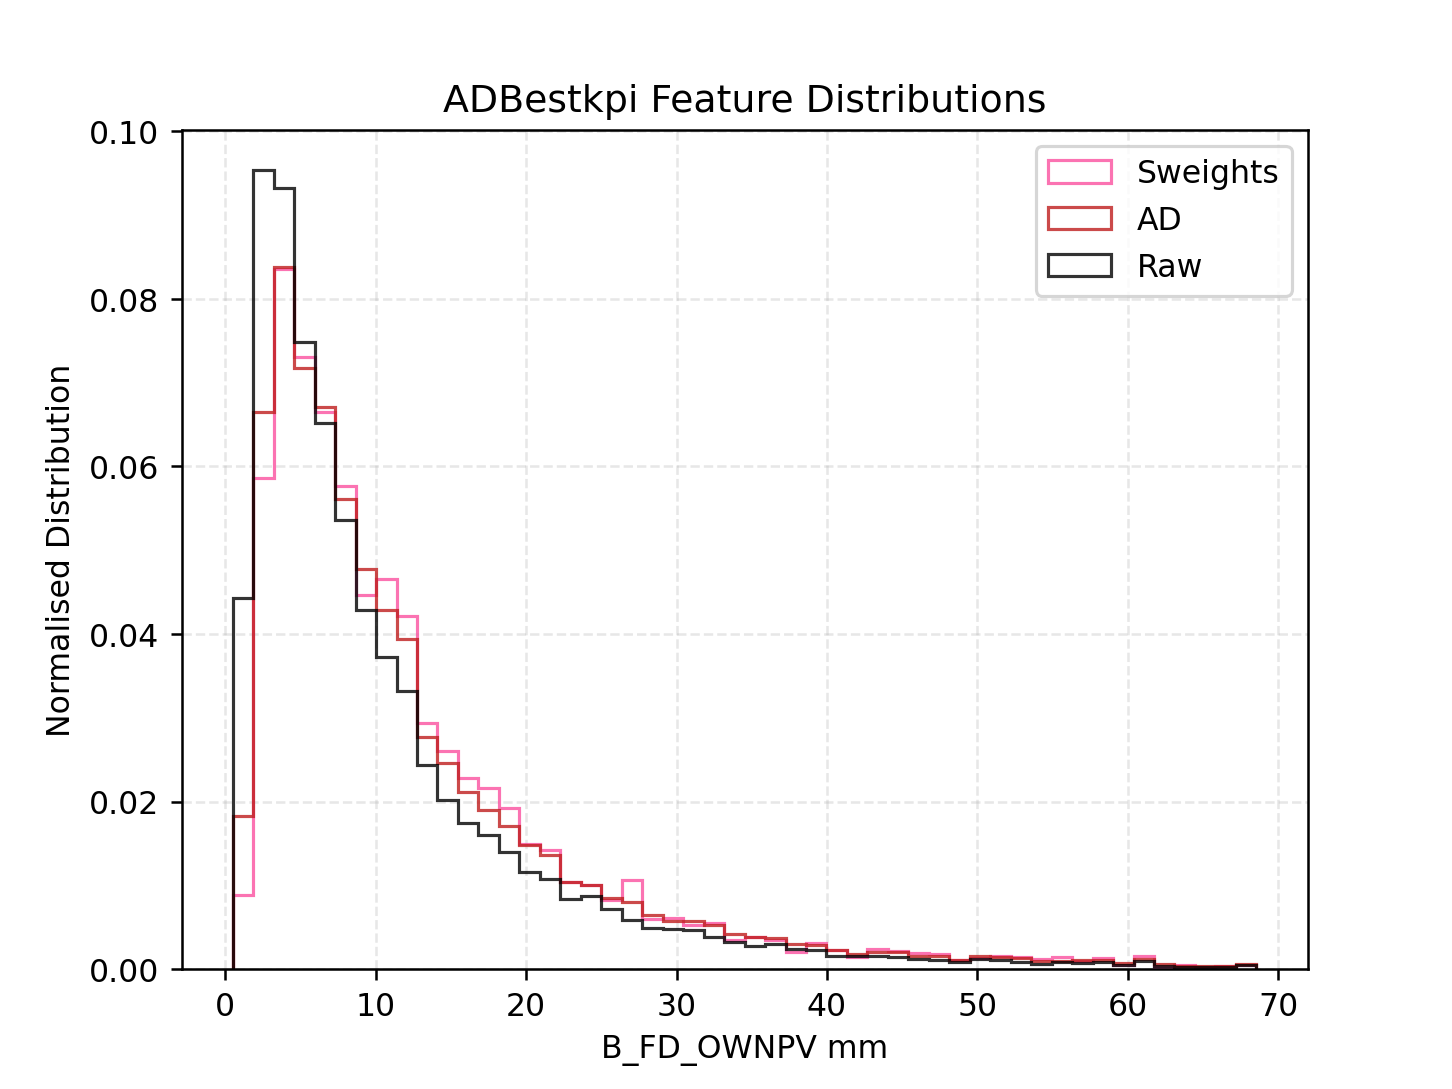 ADBestkpi Feature Distributions
Sweights
AD
Raw
Normalised Distribution
0.10
0.08
0.06
0.04
0.02
0.00
0 10 20 30 40 50 60 70
B_FD_OWNPV mm